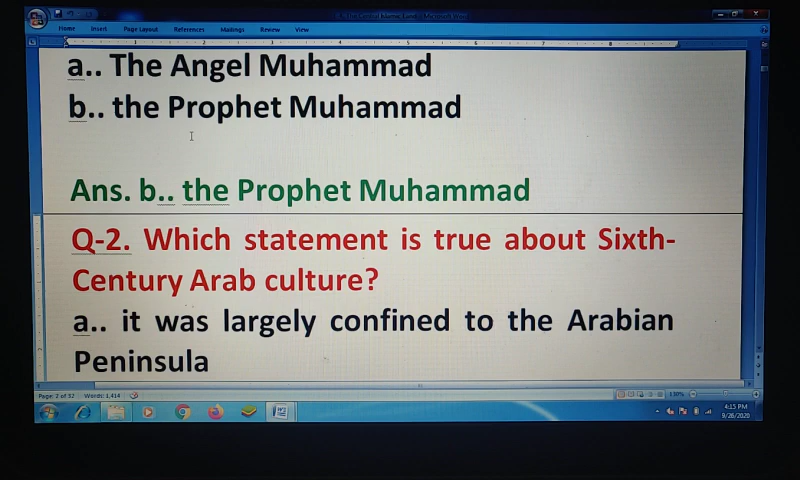 Home Insert Page Layout References Mailings Review View
a.. The Angel Muhammad
b.. the Prophet Muhammad
Ans. b.. the Prophet Muhammad
Q-2. Which statement is true about Sixth-
Century Arab culture?
a.. it was largely confined to the Arabian
Peninsula
Page: 2 of 32 Words: 1,414
130%
4:15 PM
9/26/2020